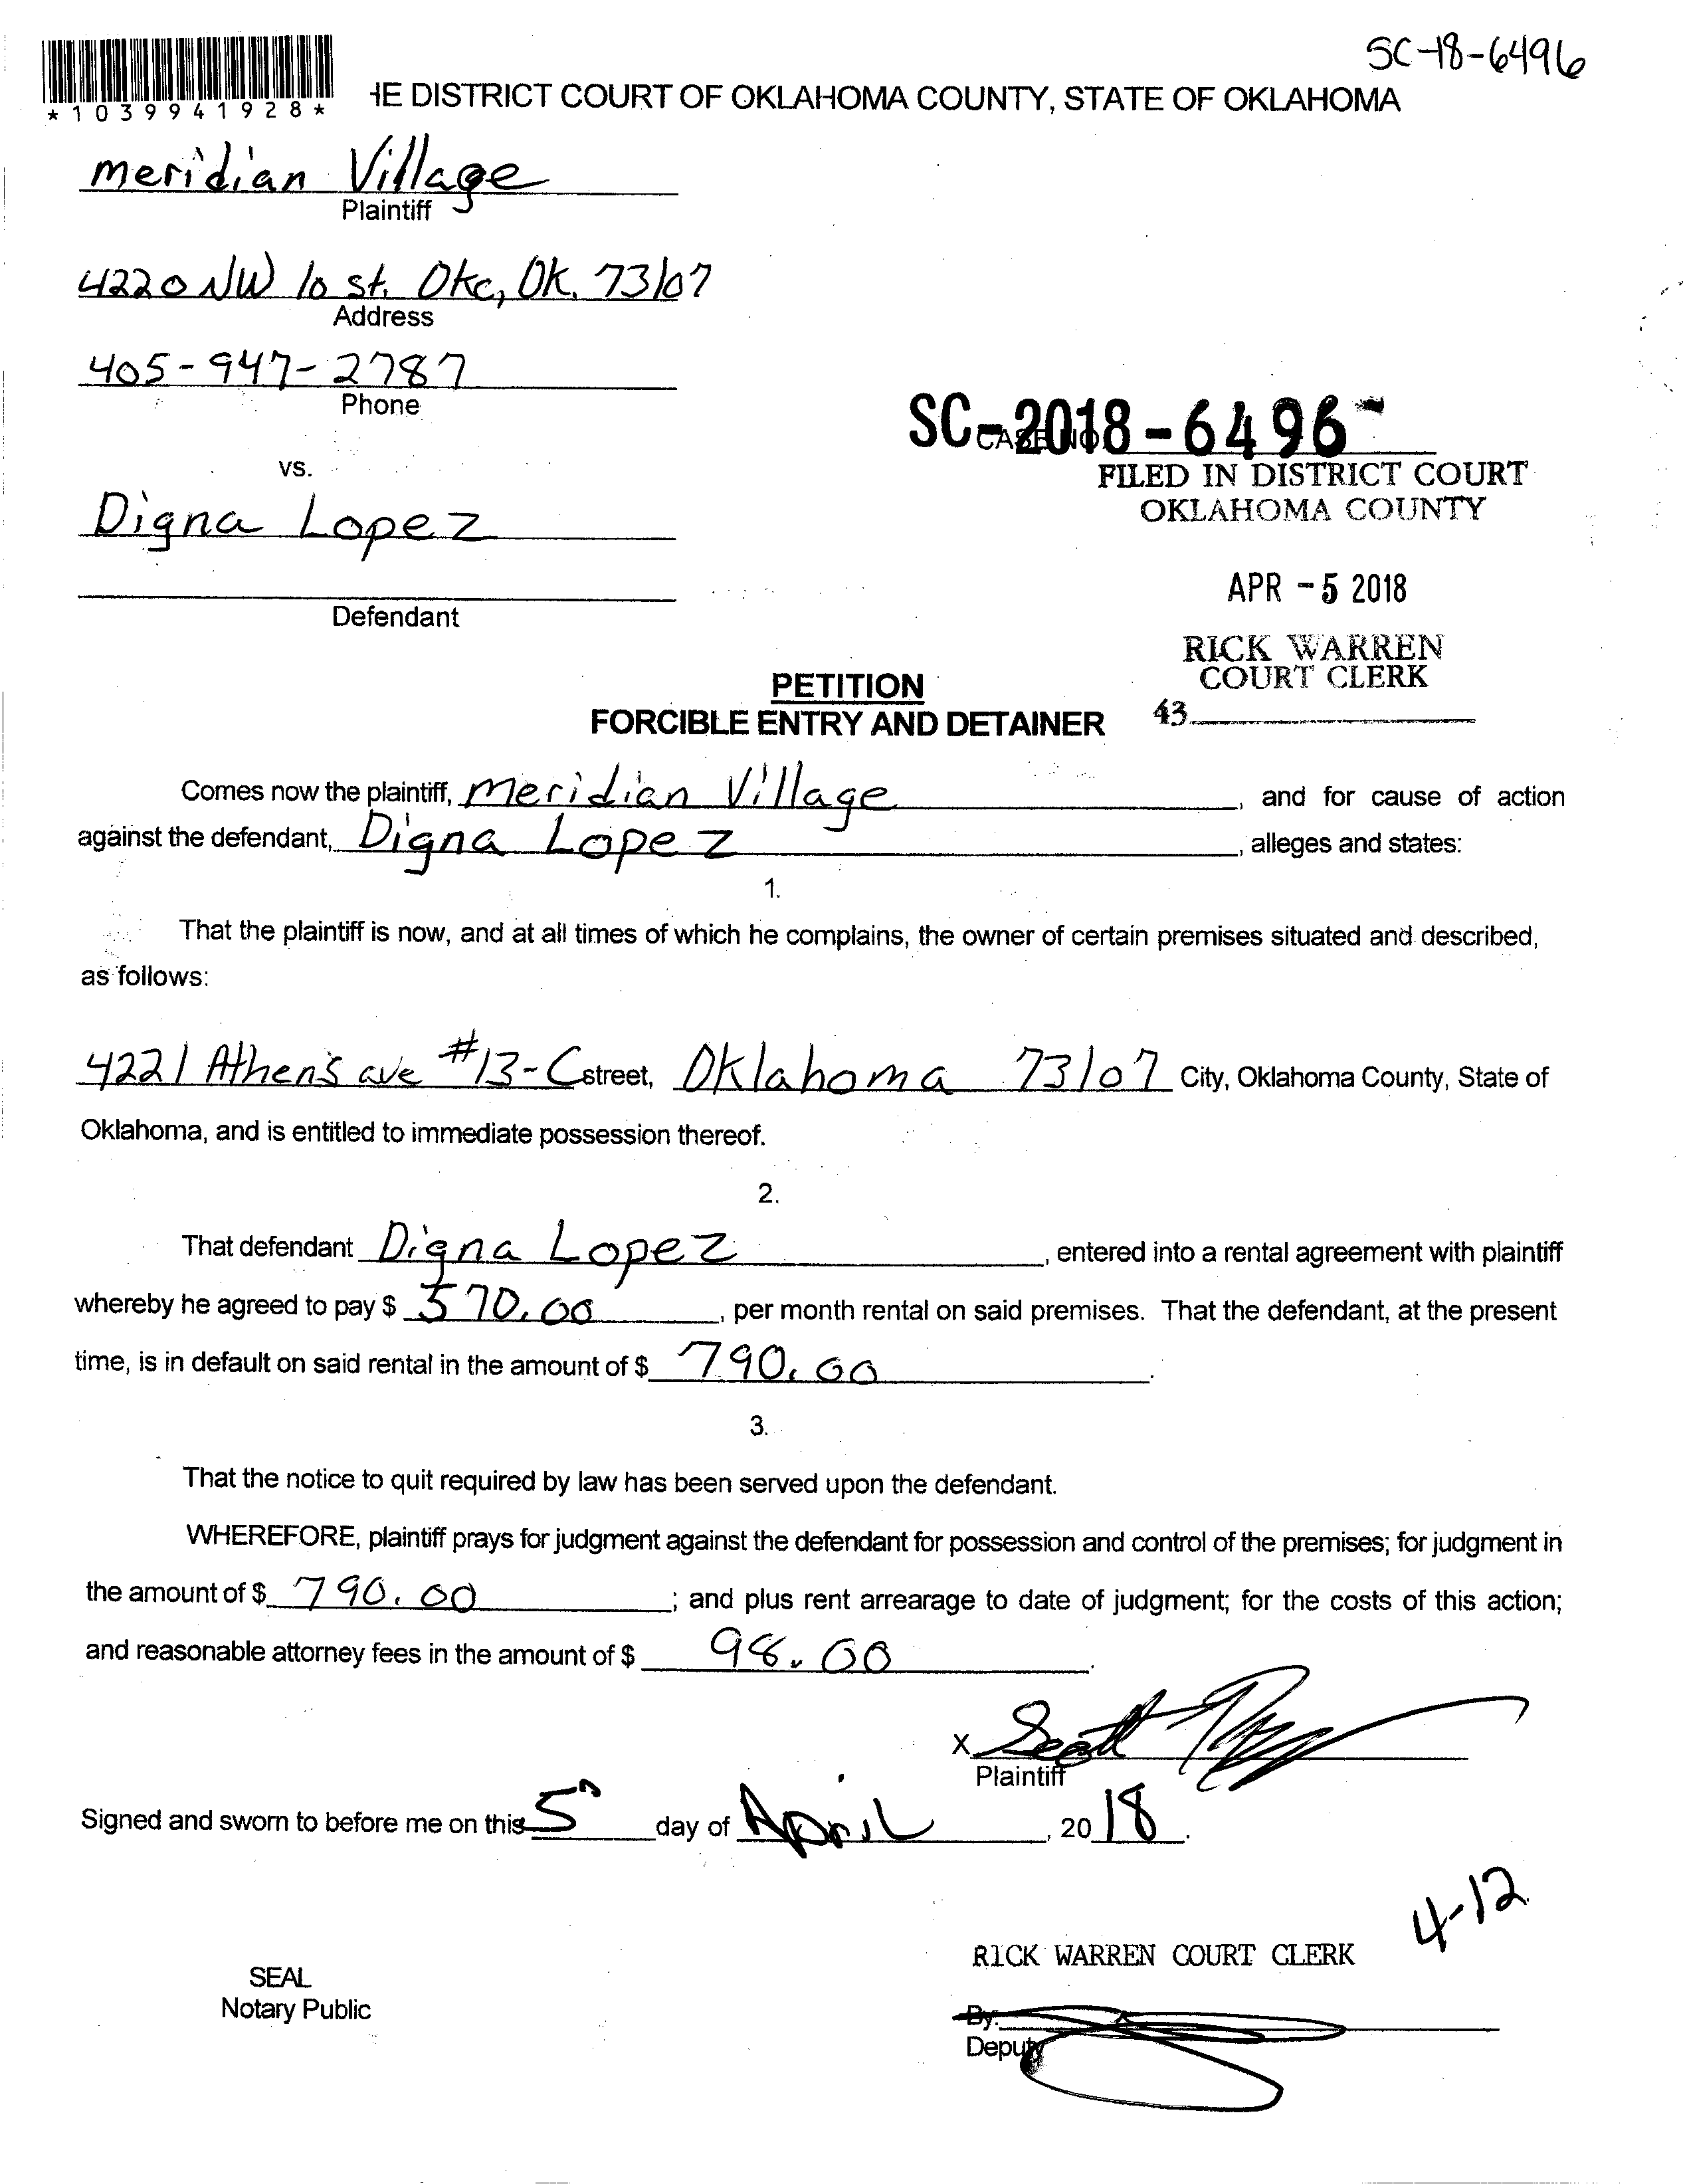 SC-18-6496
*1039941928*
HE DISTRICT COURT OF OKLAHOMA COUNTY, STATE OF OKLAHOMA
Meridian Village
Plaintiff
4220 NW 10 st. Okc, OK. 73107
Address
405-947-2787
Phone
SC-2018-6496
CASE NO
FILED IN DISTRICT COURT
OKLAHOMA COUNTY
vs.
Digna Lopez
APR -5 2018
Defendant
RICK WARREN
COURT CLERK
43
PETITION
FORCIBLE ENTRY AND DETAINER
Comes now the plaintiff, Meridian Village, and for cause of action
against the defendant, Digna Lopez, alleges and states:
1.
That the plaintiff is now, and at all times of which he complains, the owner of certain premises situated and described,
as follows:
4221 Athens ave #13-C street, Oklahoma 73107 City, Oklahoma County, State of
Oklahoma, and is entitled to immediate possession thereof.
2.
That defendant Digna Lopez, entered into a rental agreement with plaintiff
whereby he agreed to pay $ 570.00, per month rental on said premises. That the defendant, at the present
time, is in default on said rental in the amount of $ 790.00.
3.
That the notice to quit required by law has been served upon the defendant.
WHEREFORE, plaintiff prays for judgment against the defendant for possession and control of the premises; for judgment in
the amount of $ 790.00; and plus rent arrearage to date of judgment; for the costs of this action;
and reasonable attorney fees in the amount of $ 98.00.
X Scott
Plaintiff
Signed and sworn to before me on this 5 day of April, 2018.
4-12
RICK WARREN COURT CLERK
SEAL
Notary Public
By:
Deputy